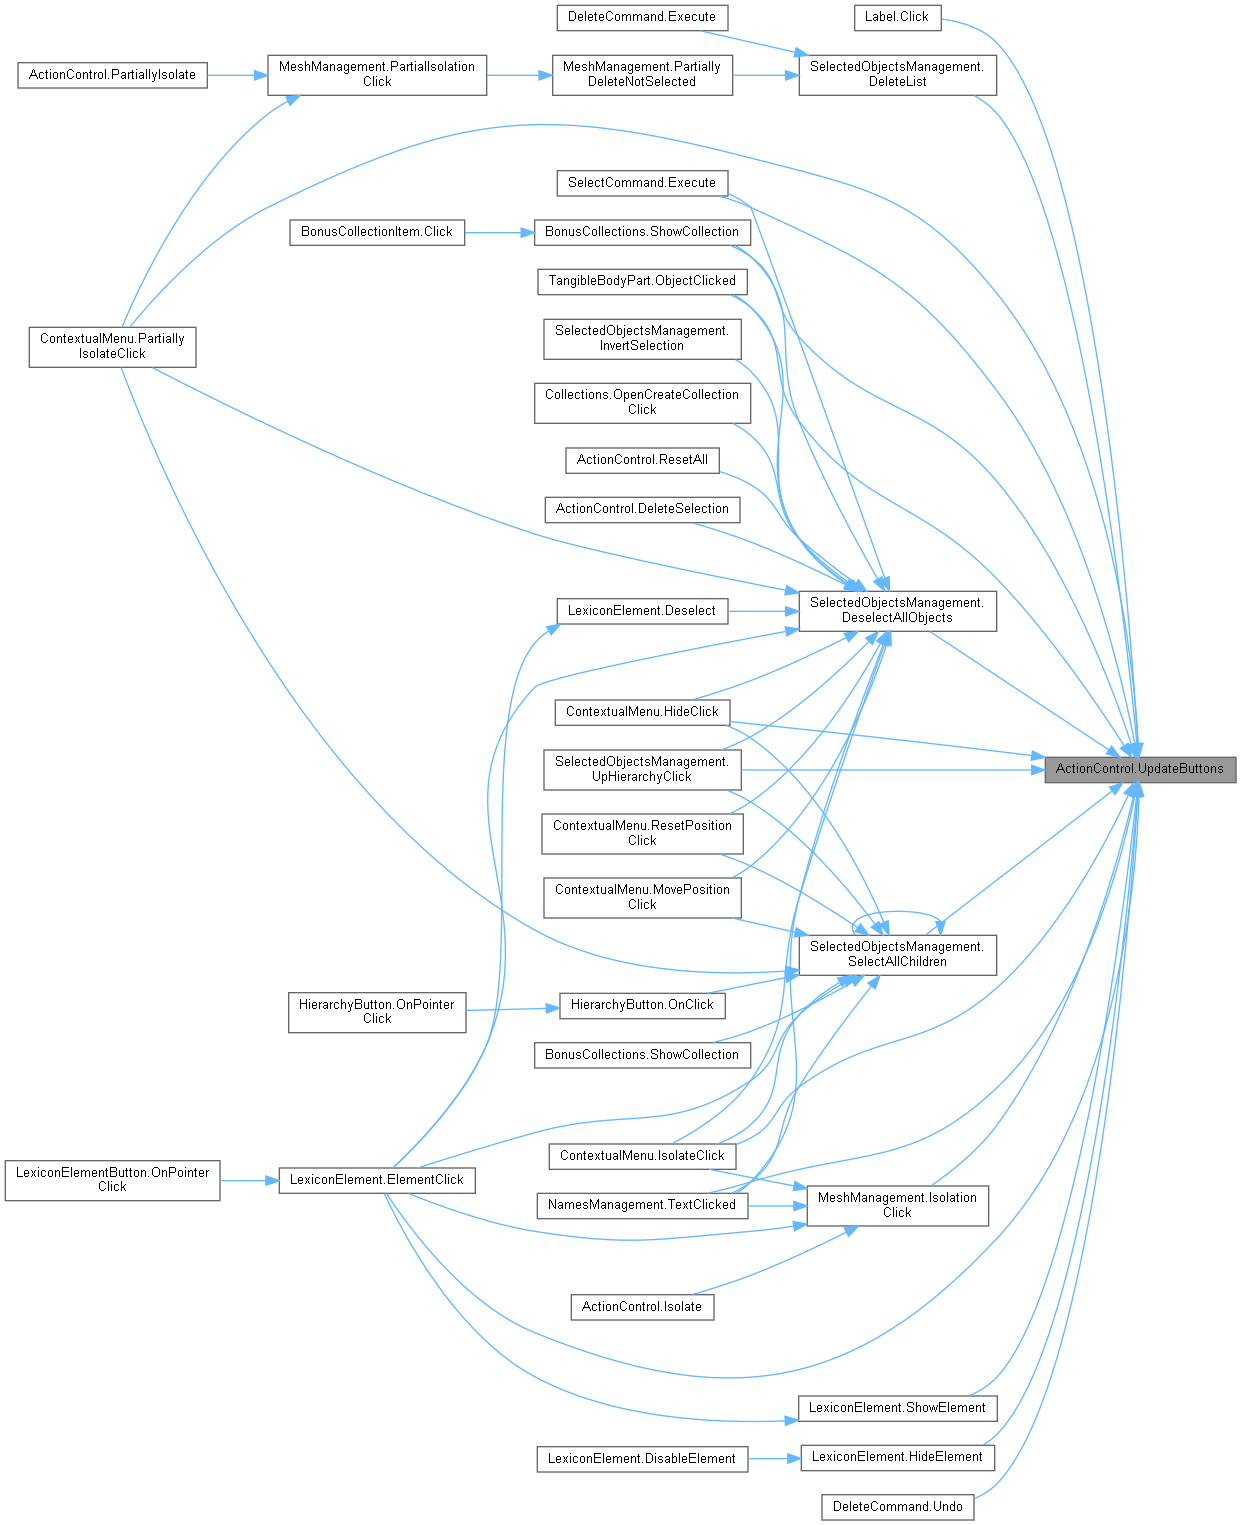 DeleteCommand.Execute
Label.Click
ActionControl.PartiallyIsolate
MeshManagement.PartialIsolation
Click
MeshManagement.Partially
DeleteNotSelected
SelectedObjectsManagement.
DeleteList
SelectCommand.Execute
BonusCollectionItem.Click
BonusCollections.ShowCollection
TangibleBodyPart.ObjectClicked
SelectedObjectsManagement.
InvertSelection
ContextualMenu.Partially
IsolateClick
Collections.OpenCreateCollection
Click
ActionControl.ResetAll
ActionControl.DeleteSelection
SelectedObjectsManagement.
DeselectAllObjects
LexiconElement.Deselect
ContextualMenu.HideClick
SelectedObjectsManagement.
UpHierarchyClick
ActionControl.UpdateButtons
ContextualMenu.ResetPosition
Click
ContextualMenu.MovePosition
Click
SelectedObjectsManagement.
SelectAllChildren
HierarchyButton.OnPointer
Click
HierarchyButton.OnClick
BonusCollections.ShowCollection
ContextualMenu.IsolateClick
LexiconElementButton.OnPointer
Click
LexiconElement.ElementClick
NamesManagement.TextClicked
MeshManagement.Isolation
Click
ActionControl.Isolate
LexiconElement.ShowElement
LexiconElement.DisableElement
LexiconElement.HideElement
DeleteCommand.Undo